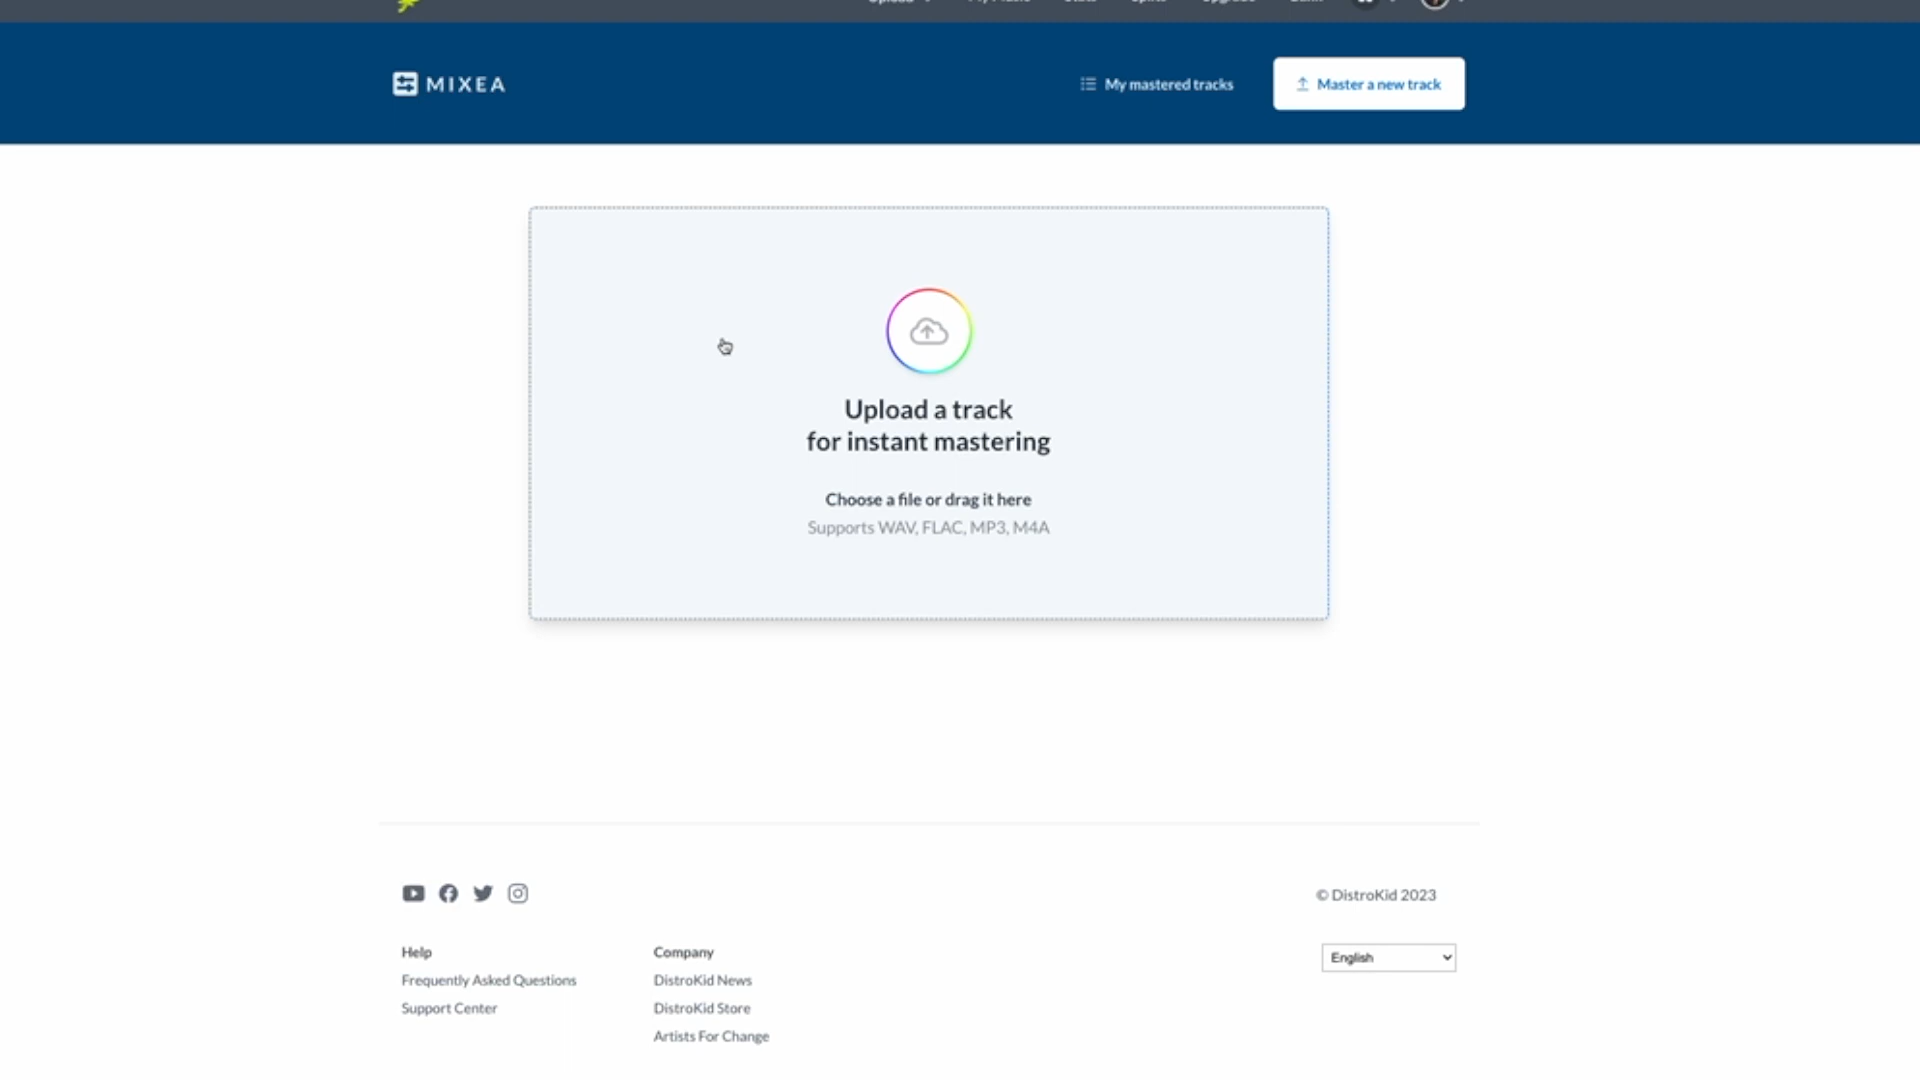 MIXEA
My mastered tracks
Master a new track
Upload a track
for instant mastering
Choose a file or drag it here
Supports WAV, FLAC, MP3, M4A
© DistroKid 2023
Help
Company
English
Frequently Asked Questions
DistroKid News
Support Center
DistroKid Store
Artists For Change